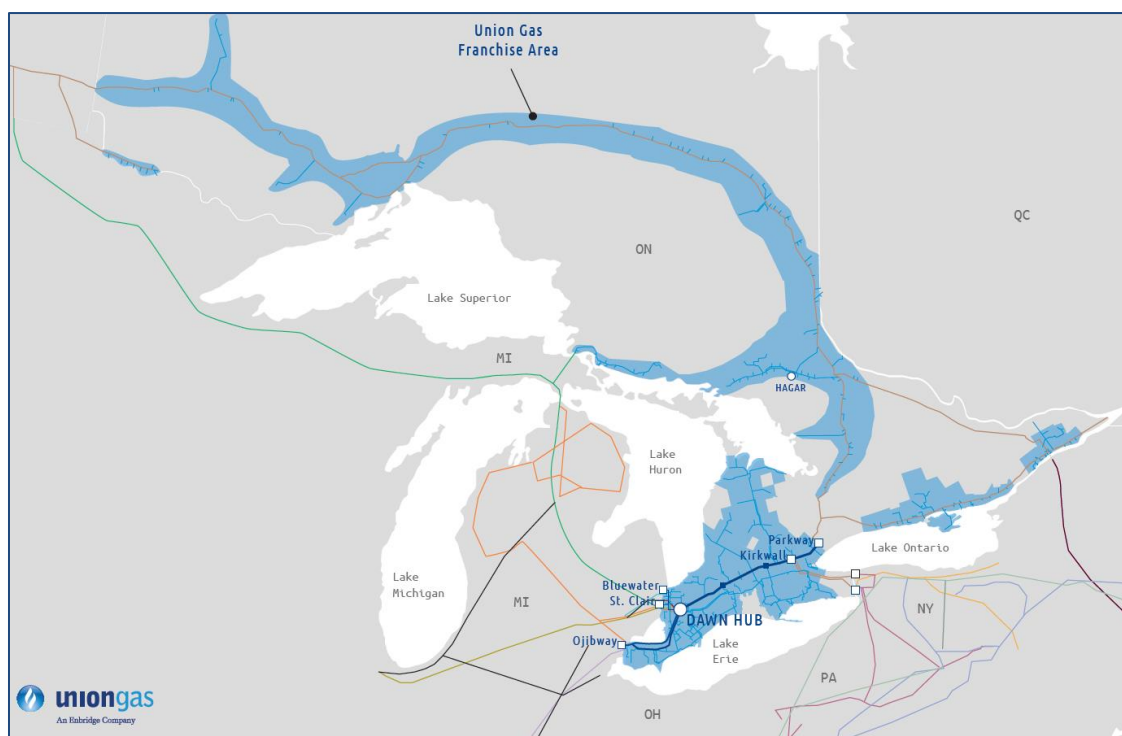 Union Gas
Franchise Area
ON
QC
Lake Superior
MI
HAGAR
Lake
Huron
Parkway
Kirkwall
Lake Ontario
Lake
Michigan
MI
Bluewater
St. Clair
DAWN HUB
NY
Ojibway
Lake
Erie
PA
OH
uniongas
An Enbridge Company